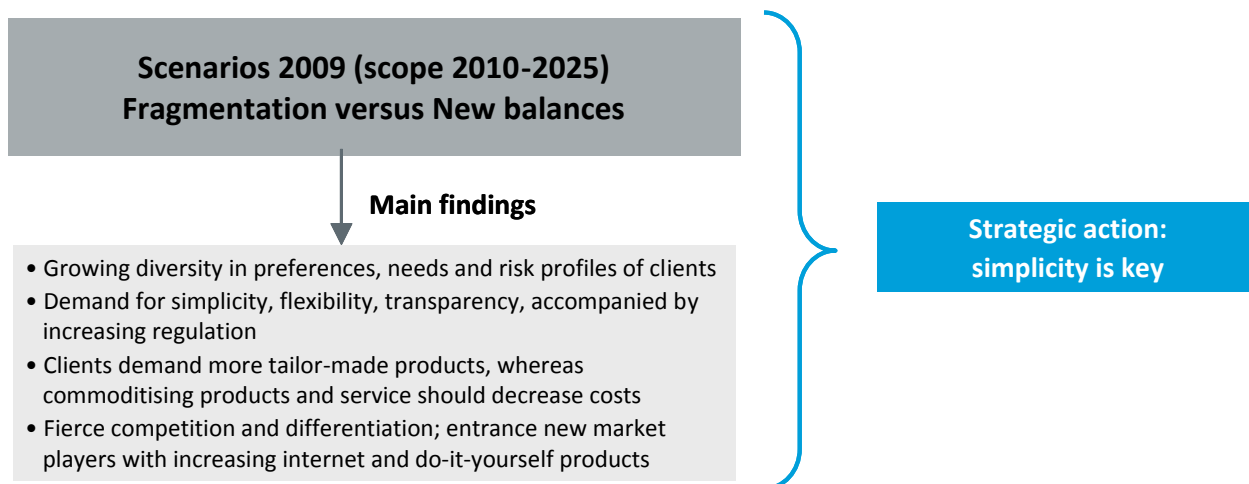 Scenarios 2009 (scope 2010-2025)
Fragmentation versus New balances
Main findings
• Growing diversity in preferences, needs and risk profiles of clients
• Demand for simplicity, flexibility, transparency, accompanied by
increasing regulation
• Clients demand more tailor-made products, whereas
commoditising products and service should decrease costs
• Fierce competition and differentiation; entrance new market
players with increasing internet and do-it-yourself products
Strategic action:
simplicity is key